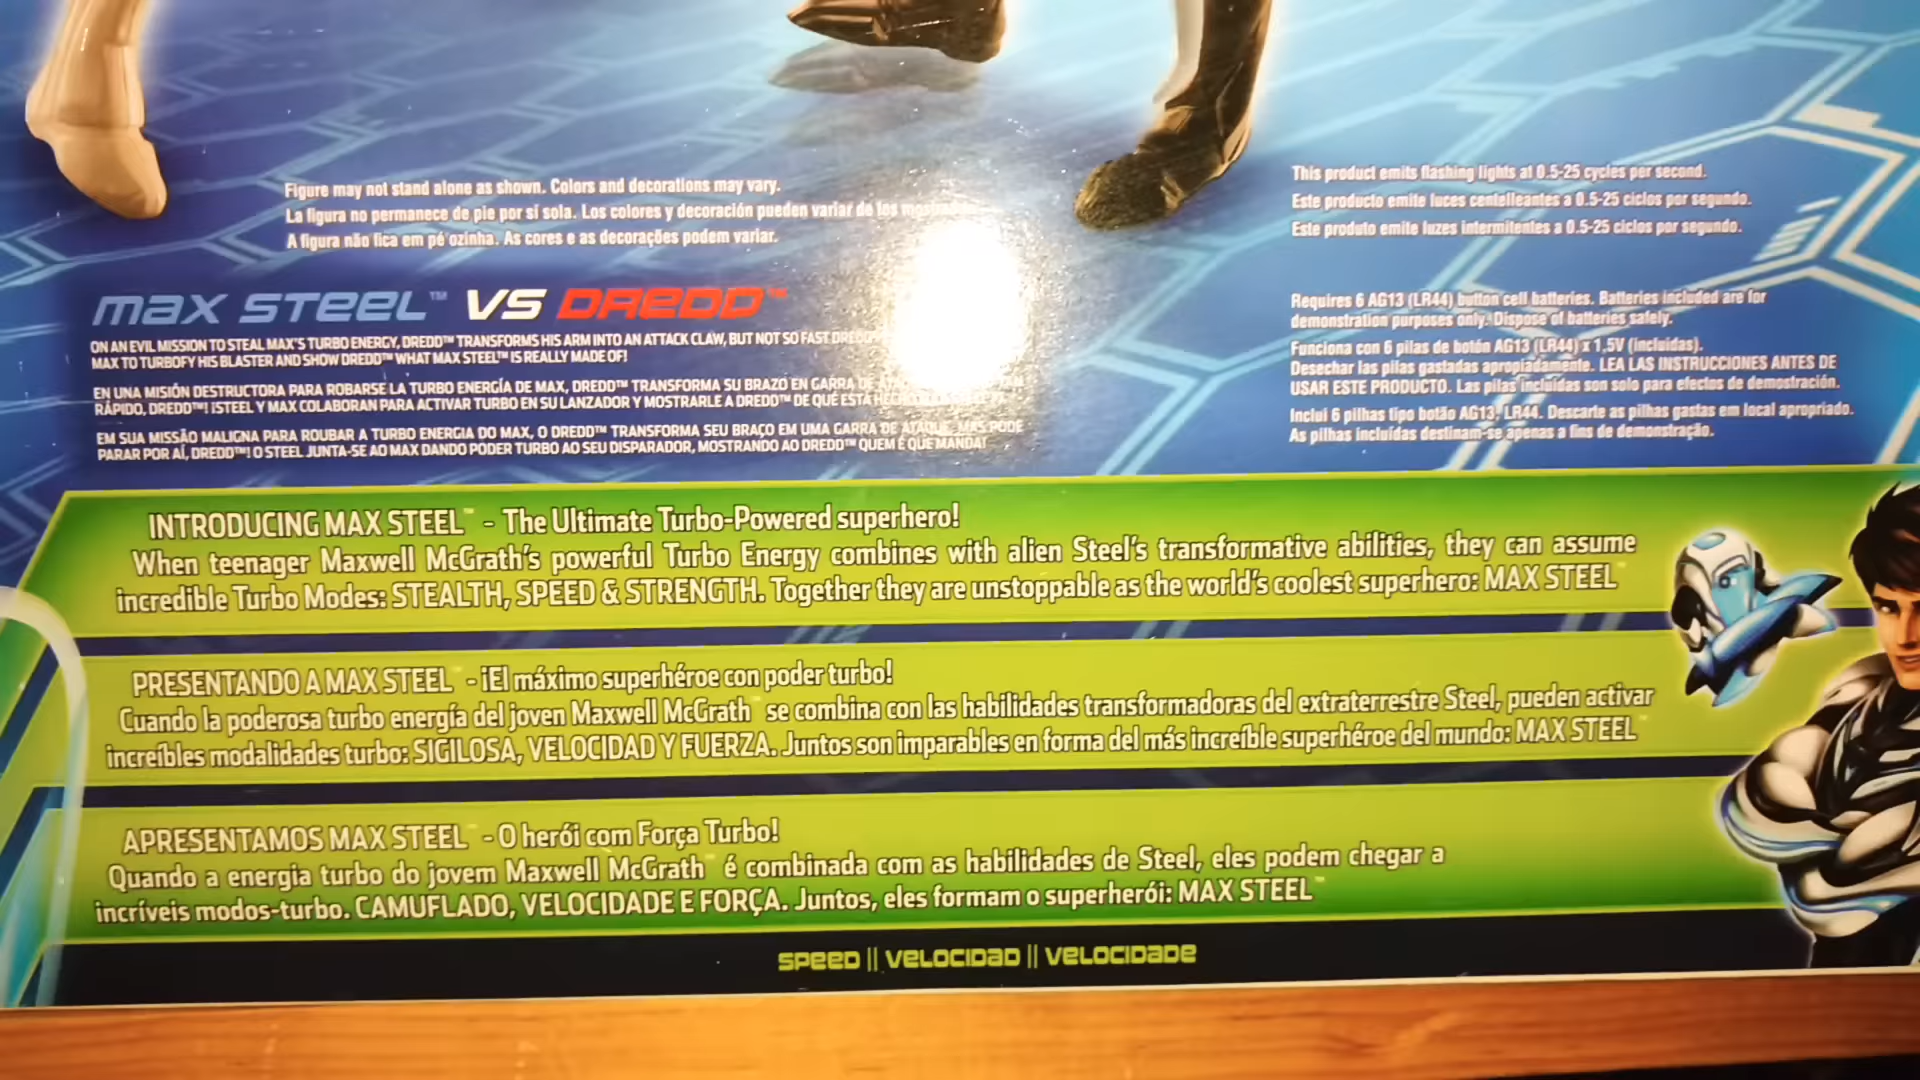 Figure may not stand alone as shown. Colors and decorations may vary.
La figura no permanece de pie por sí sola. Los colores y decoración pueden variar de los
A figura não fica em pé ozinha. As cores e as decorações podem variar.
This product emits flashing lights at 0.5-25 cycles per second.
Este producto emite luces centelleantes a 0.5-25 ciclos por segundo.
Este produto emite luzes intermitentes a 0.5-25 ciclos por segundo.
MAX STEEL™ VS DREDD™
ON AN EVIL MISSION TO STEAL MAX'S TURBO ENERGY, DREDD™ TRANSFORMS HIS ARM INTO AN ATTACK CLAW, BUT NOT SO FAST
MAX TO TURBOFY HIS BLASTER AND SHOW DREDD™ WHAT MAX STEEL™ IS REALLY MADE OF!
EN UNA MISIÓN DESTRUCTORA PARA ROBARSE LA TURBO ENERGÍA DE MAX, DREDD™ TRANSFORMA SU BRAZO EN GARRA DE
RÁPIDO, DREDD™! ¡STEEL Y MAX COLABORAN PARA ACTIVAR TURBO EN SU LANZADOR Y MOSTRARLE A DREDD™ DE QUÉ ESTÁ
EM SUA MISSÃO MALIGNA PARA ROUBAR A TURBO ENERGIA DO MAX, O DREDD™ TRANSFORMA SEU BRAÇO EM UMA GARRA DE ATAQUE, MAS PODE
PARAR POR AÍ, DREDD™! O STEEL JUNTA-SE AO MAX DANDO PODER TURBO AO SEU DISPARADOR, MOSTRANDO AO DREDD™ QUEM É QUE MANDA!
Requires 6 AG13 (LR44) button cell batteries. Batteries included are for
demonstration purposes only. Dispose of batteries safely.
Funciona con 6 pilas de botón AG13 (LR44) x 1,5V (incluidas).
Desechar las pilas gastadas apropiadamente. LEA LAS INSTRUCCIONES ANTES DE
USAR ESTE PRODUCTO. Las pilas incluidas son solo para efectos de demostración.
Inclui 6 pilhas tipo botão AG13, LR44. Descarte as pilhas gastas em local apropriado.
As pilhas incluídas destinam-se apenas a fins de demonstração.
INTRODUCING MAX STEEL™ - The Ultimate Turbo-Powered superhero!
When teenager Maxwell McGrath's powerful Turbo Energy combines with alien Steel's transformative abilities, they can assume
incredible Turbo Modes: STEALTH, SPEED & STRENGTH. Together they are unstoppable as the world's coolest superhero: MAX STEEL™
PRESENTANDO A MAX STEEL™ - ¡El máximo superhéroe con poder turbo!
Cuando la poderosa turbo energía del joven Maxwell McGrath™ se combina con las habilidades transformadoras del extraterrestre Steel, pueden activar
increíbles modalidades turbo: SIGILOSA, VELOCIDAD Y FUERZA. Juntos son imparables en forma del más increíble superhéroe del mundo: MAX STEEL™
APRESENTAMOS MAX STEEL™ - O herói com Força Turbo!
Quando a energia turbo do jovem Maxwell McGrath™ é combinada com as habilidades de Steel, eles podem chegar a
incríveis modos-turbo. CAMUFLADO, VELOCIDADE E FORÇA. Juntos, eles formam o superherói: MAX STEEL™
SPEED || VELOCIDAD || VELOCIDADE